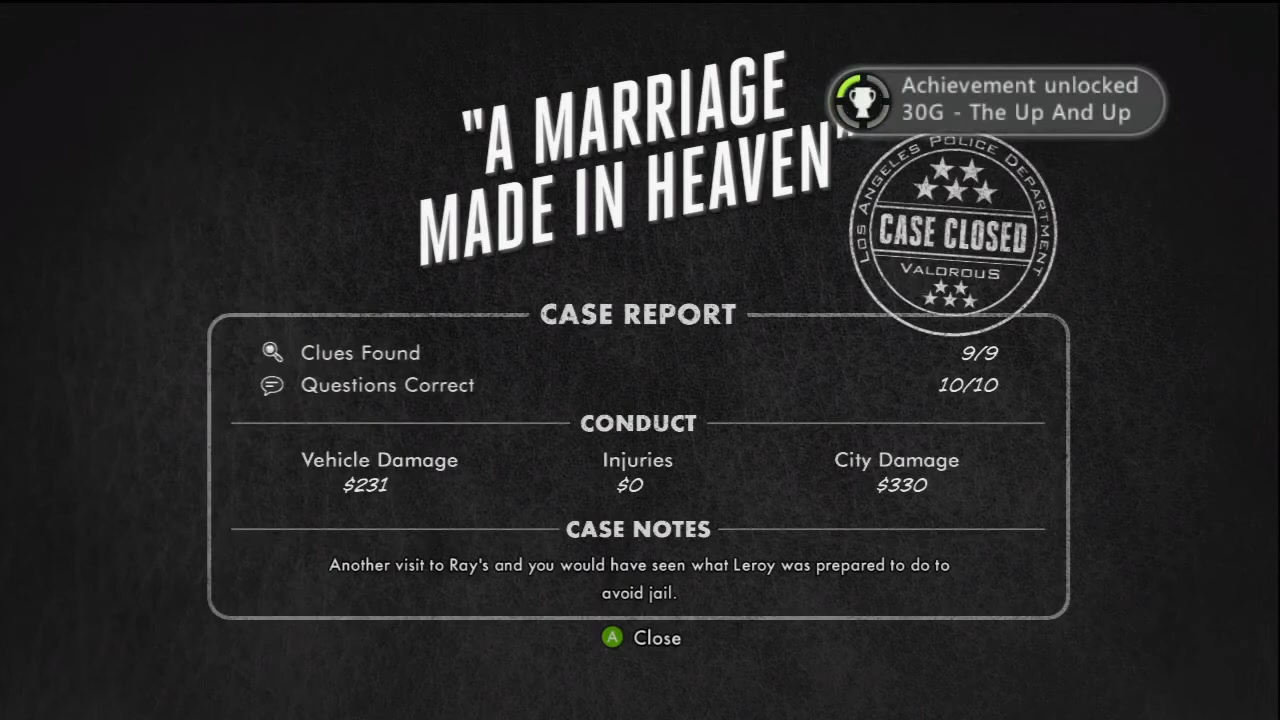 "A MARRIAGE
MADE IN HEAVEN"
Achievement unlocked
30G - The Up And Up
LOS ANGELES POLICE DEPARTMENT
CASE CLOSED
VALOROUS
CASE REPORT
Clues Found 9/9
Questions Correct 10/10
CONDUCT
Vehicle Damage Injuries City Damage
$231 $0 $330
CASE NOTES
Another visit to Ray's and you would have seen what Leroy was prepared to do to
avoid jail.
A Close